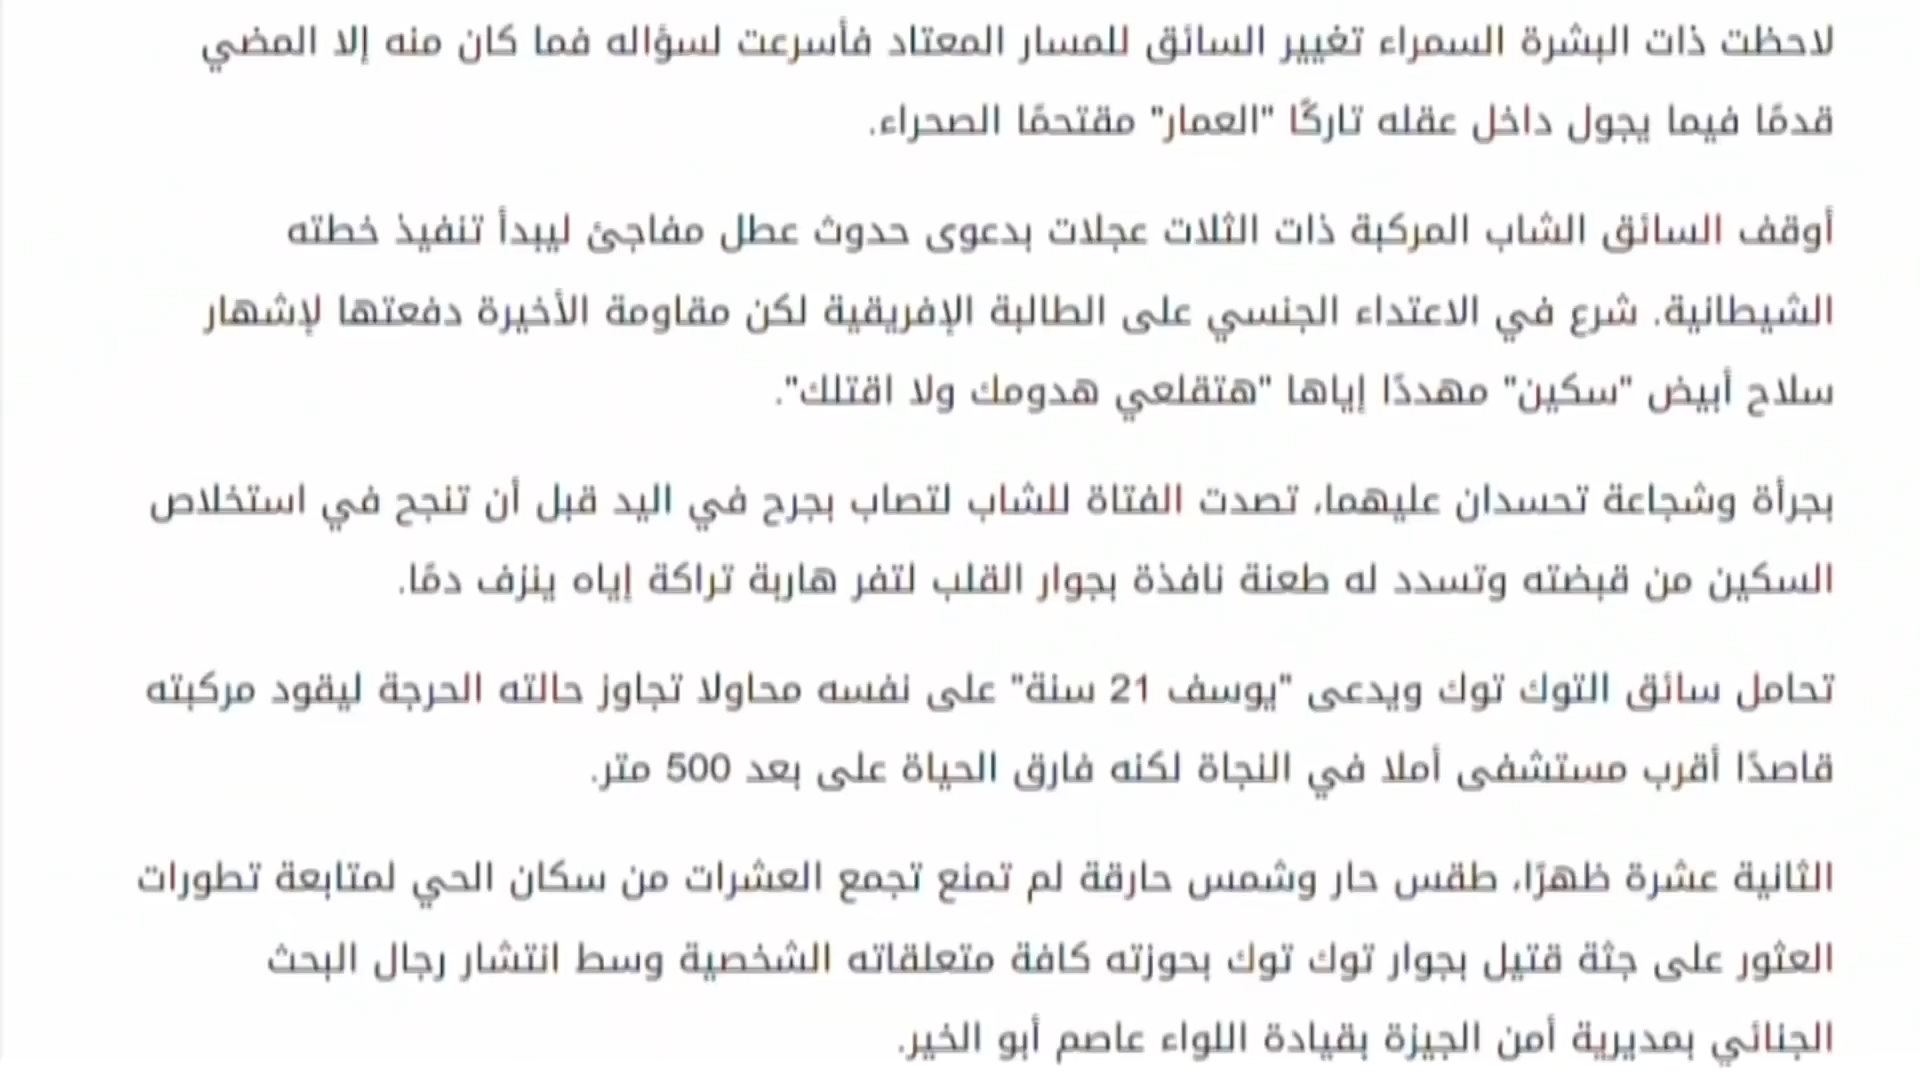 لاحظت ذات البشرة السمراء تغيير السائق للمسار المعتاد فأسرعت لسؤاله فما كان منه إلا المضي
قدمًا فيما يجول داخل عقله تاركًا "العمار" مقتحمًا الصحراء.
أوقف السائق الشاب المركبة ذات الثلاث عجلات بدعوى حدوث عطل مفاجئ ليبدأ تنفيذ خطته
الشيطانية. شرع في الاعتداء الجنسي على الطالبة الإفريقية لكن مقاومة الأخيرة دفعتها لإشهار
سلاح أبيض "سكين" مهددًا إياها "هتقلعي هدومك ولا اقتلك".
بجرأة وشجاعة تحسدان عليهما، تصدت الفتاة للشاب لتصاب بجرح في اليد قبل أن تنجح في استخلاص
السكين من قبضته وتسدد له طعنة نافذة بجوار القلب لتفر هاربة تراكة إياه ينزف دمًا.
تحامل سائق التوك توك ويدعى "يوسف 21 سنة" على نفسه محاولا تجاوز حالته الحرجة ليقود مركبته
قاصدًا أقرب مستشفى أملا في النجاة لكنه فارق الحياة على بعد 500 متر.
الثانية عشرة ظهرًا، طقس حار وشمس حارقة لم تمنع تجمع العشرات من سكان الحي لمتابعة تطورات
العثور على جثة قتيل بجوار توك توك بحوزته كافة متعلقاته الشخصية وسط انتشار رجال البحث
الجنائي بمديرية أمن الجيزة بقيادة اللواء عاصم أبو الخير.